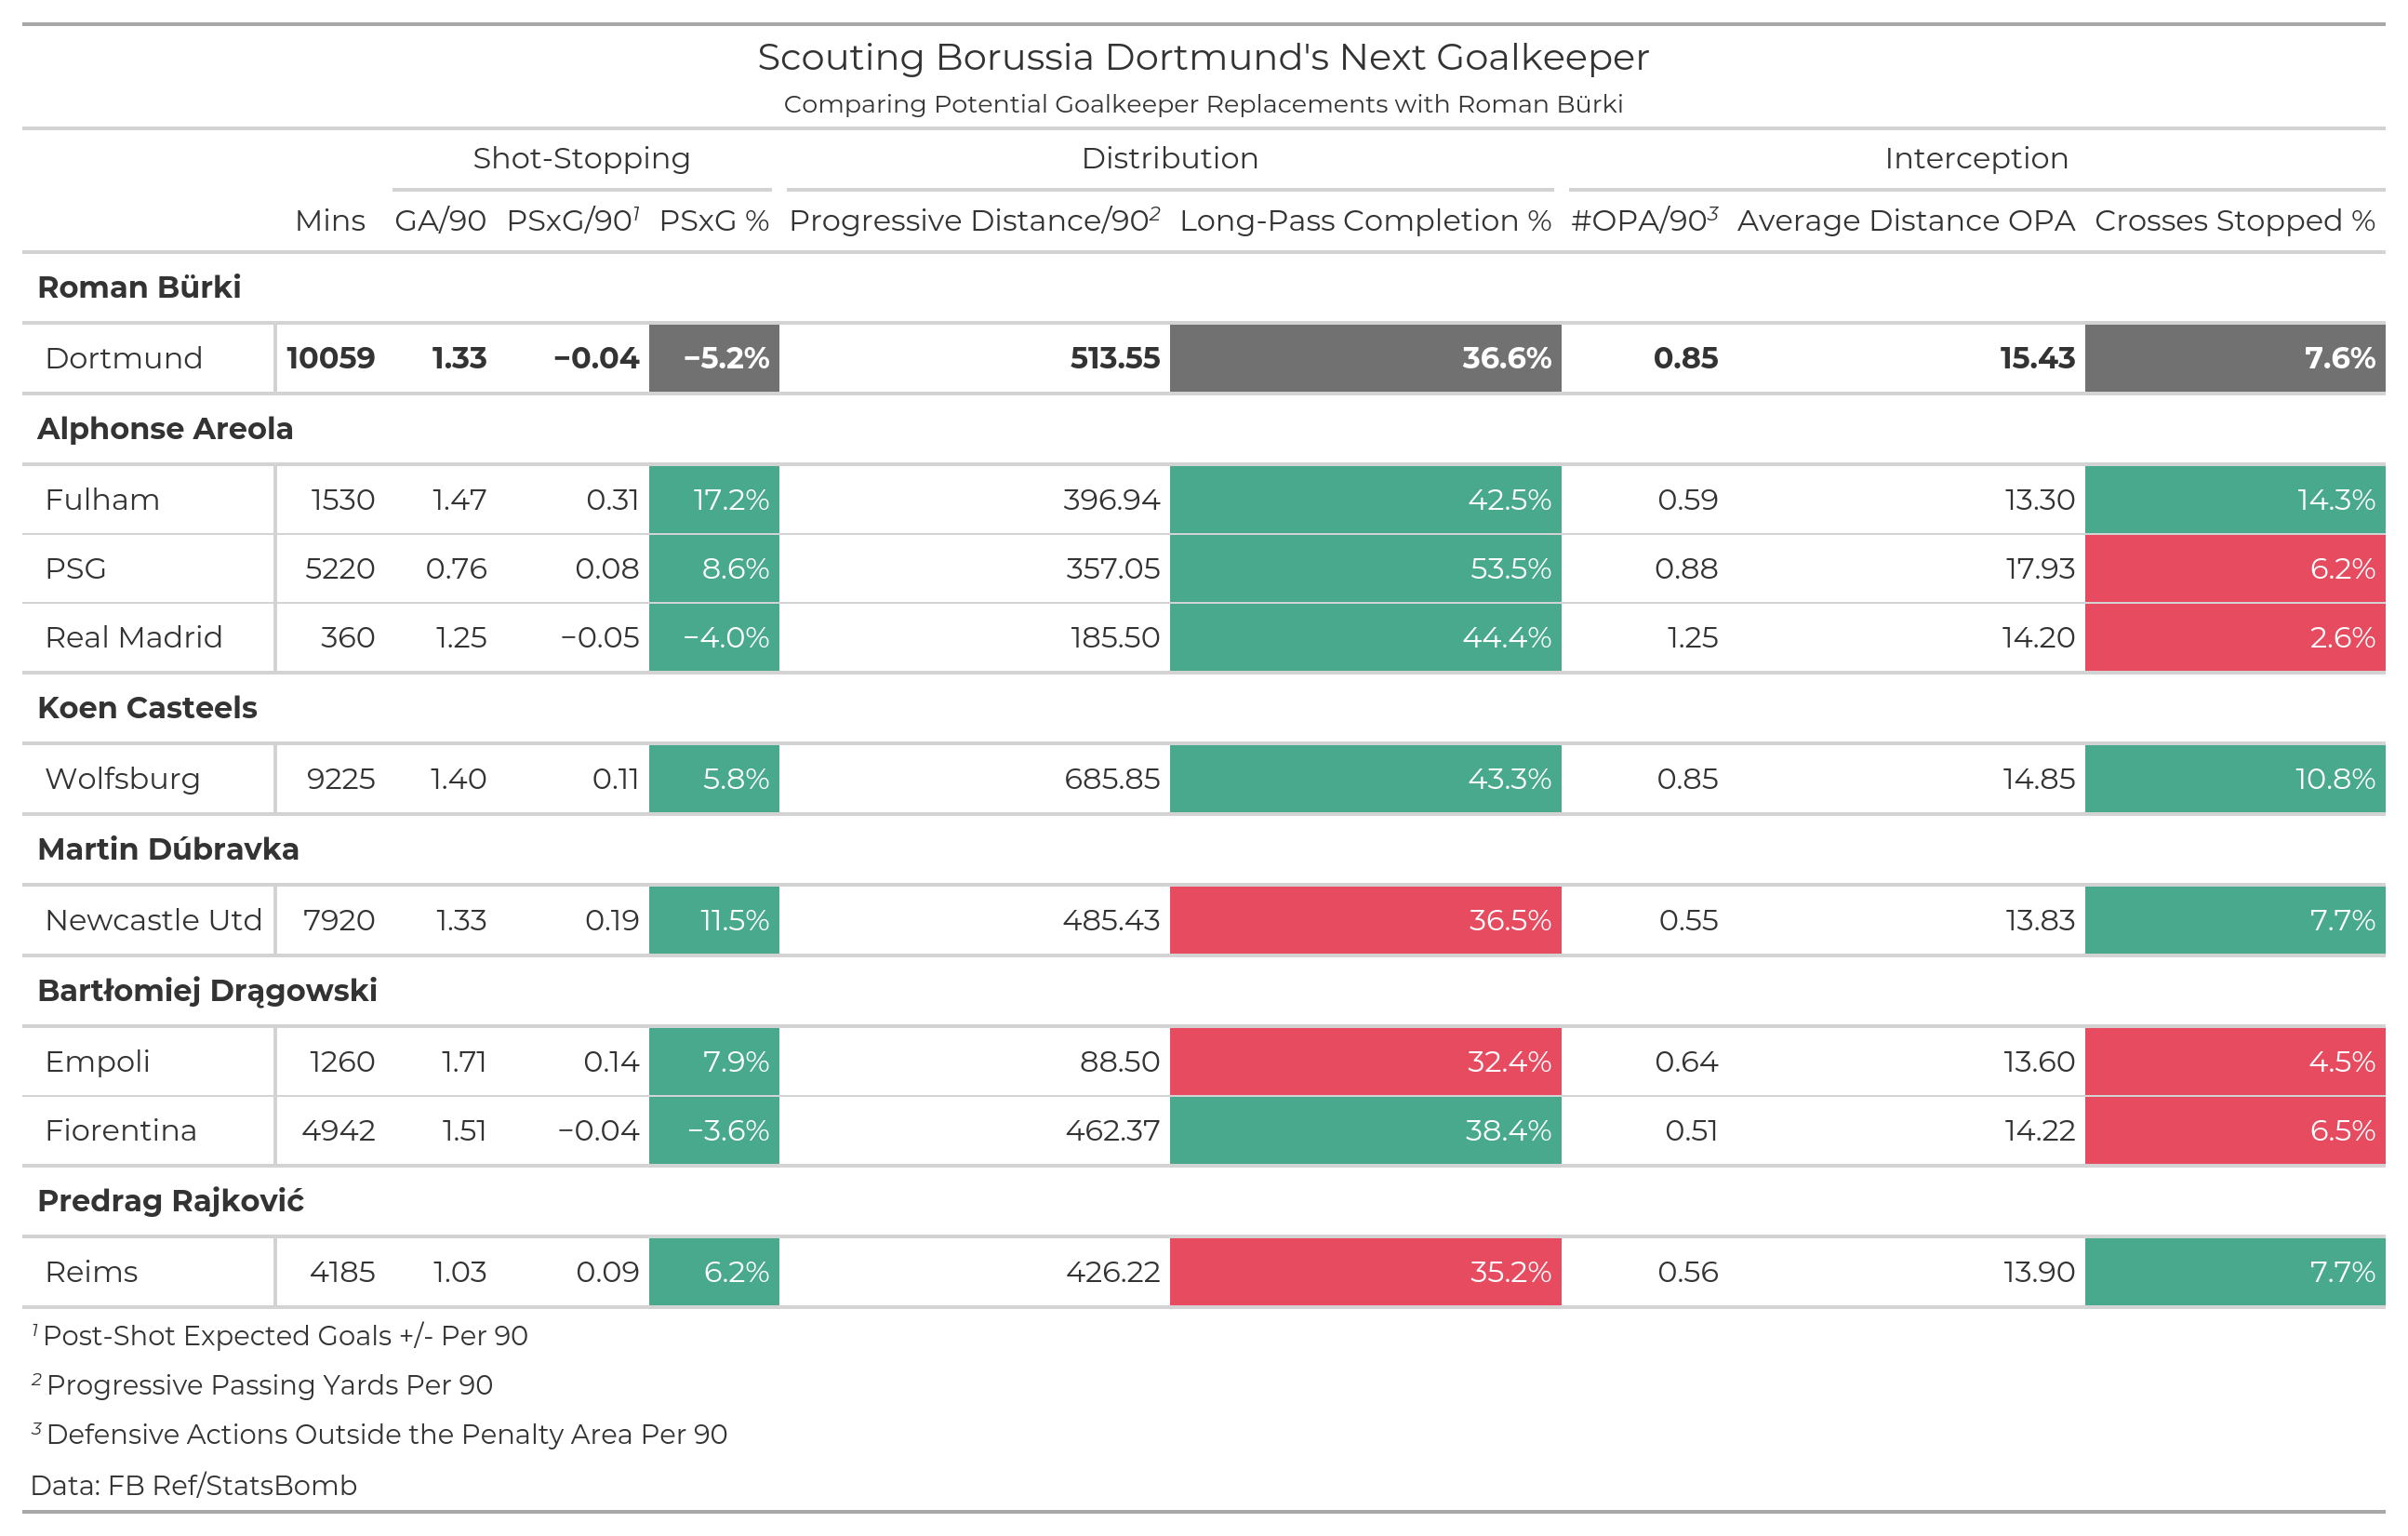 Scouting Borussia Dortmund's Next Goalkeeper
Comparing Potential Goalkeeper Replacements with Roman Bürki
Shot-Stopping Distribution Interception
Mins GA/90 PSxG/90¹ PSxG % Progressive Distance/90² Long-Pass Completion % #OPA/90³ Average Distance OPA Crosses Stopped %
Roman Bürki
Dortmund 10059 1.33 −0.04 −5.2% 513.55 36.6% 0.85 15.43 7.6%
Alphonse Areola
Fulham 1530 1.47 0.31 17.2% 396.94 42.5% 0.59 13.30 14.3%
PSG 5220 0.76 0.08 8.6% 357.05 53.5% 0.88 17.93 6.2%
Real Madrid 360 1.25 −0.05 −4.0% 185.50 44.4% 1.25 14.20 2.6%
Koen Casteels
Wolfsburg 9225 1.40 0.11 5.8% 685.85 43.3% 0.85 14.85 10.8%
Martin Dúbravka
Newcastle Utd 7920 1.33 0.19 11.5% 485.43 36.5% 0.55 13.83 7.7%
Bartłomiej Drągowski
Empoli 1260 1.71 0.14 7.9% 88.50 32.4% 0.64 13.60 4.5%
Fiorentina 4942 1.51 −0.04 −3.6% 462.37 38.4% 0.51 14.22 6.5%
Predrag Rajković
Reims 4185 1.03 0.09 6.2% 426.22 35.2% 0.56 13.90 7.7%
¹ Post-Shot Expected Goals +/- Per 90
² Progressive Passing Yards Per 90
³ Defensive Actions Outside the Penalty Area Per 90
Data: FB Ref/StatsBomb